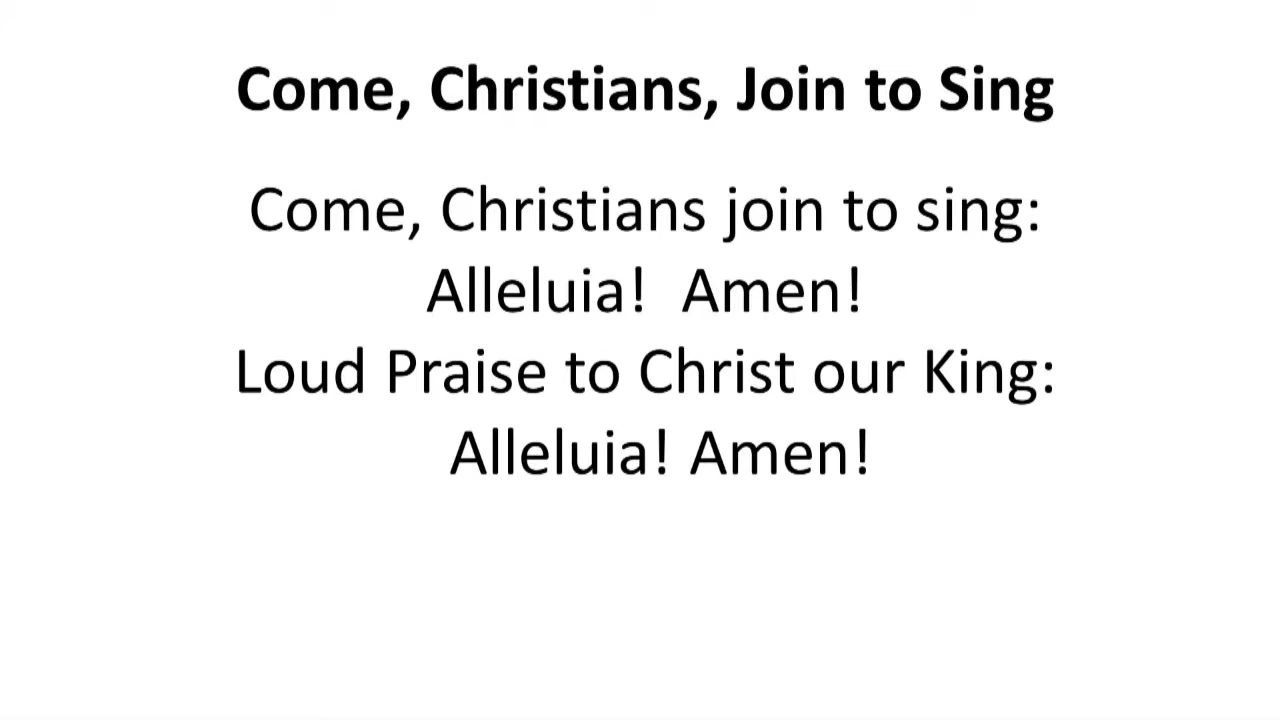 Come, Christians, Join to Sing
Come, Christians join to sing:
Alleluia!  Amen!
Loud Praise to Christ our King:
Alleluia! Amen!